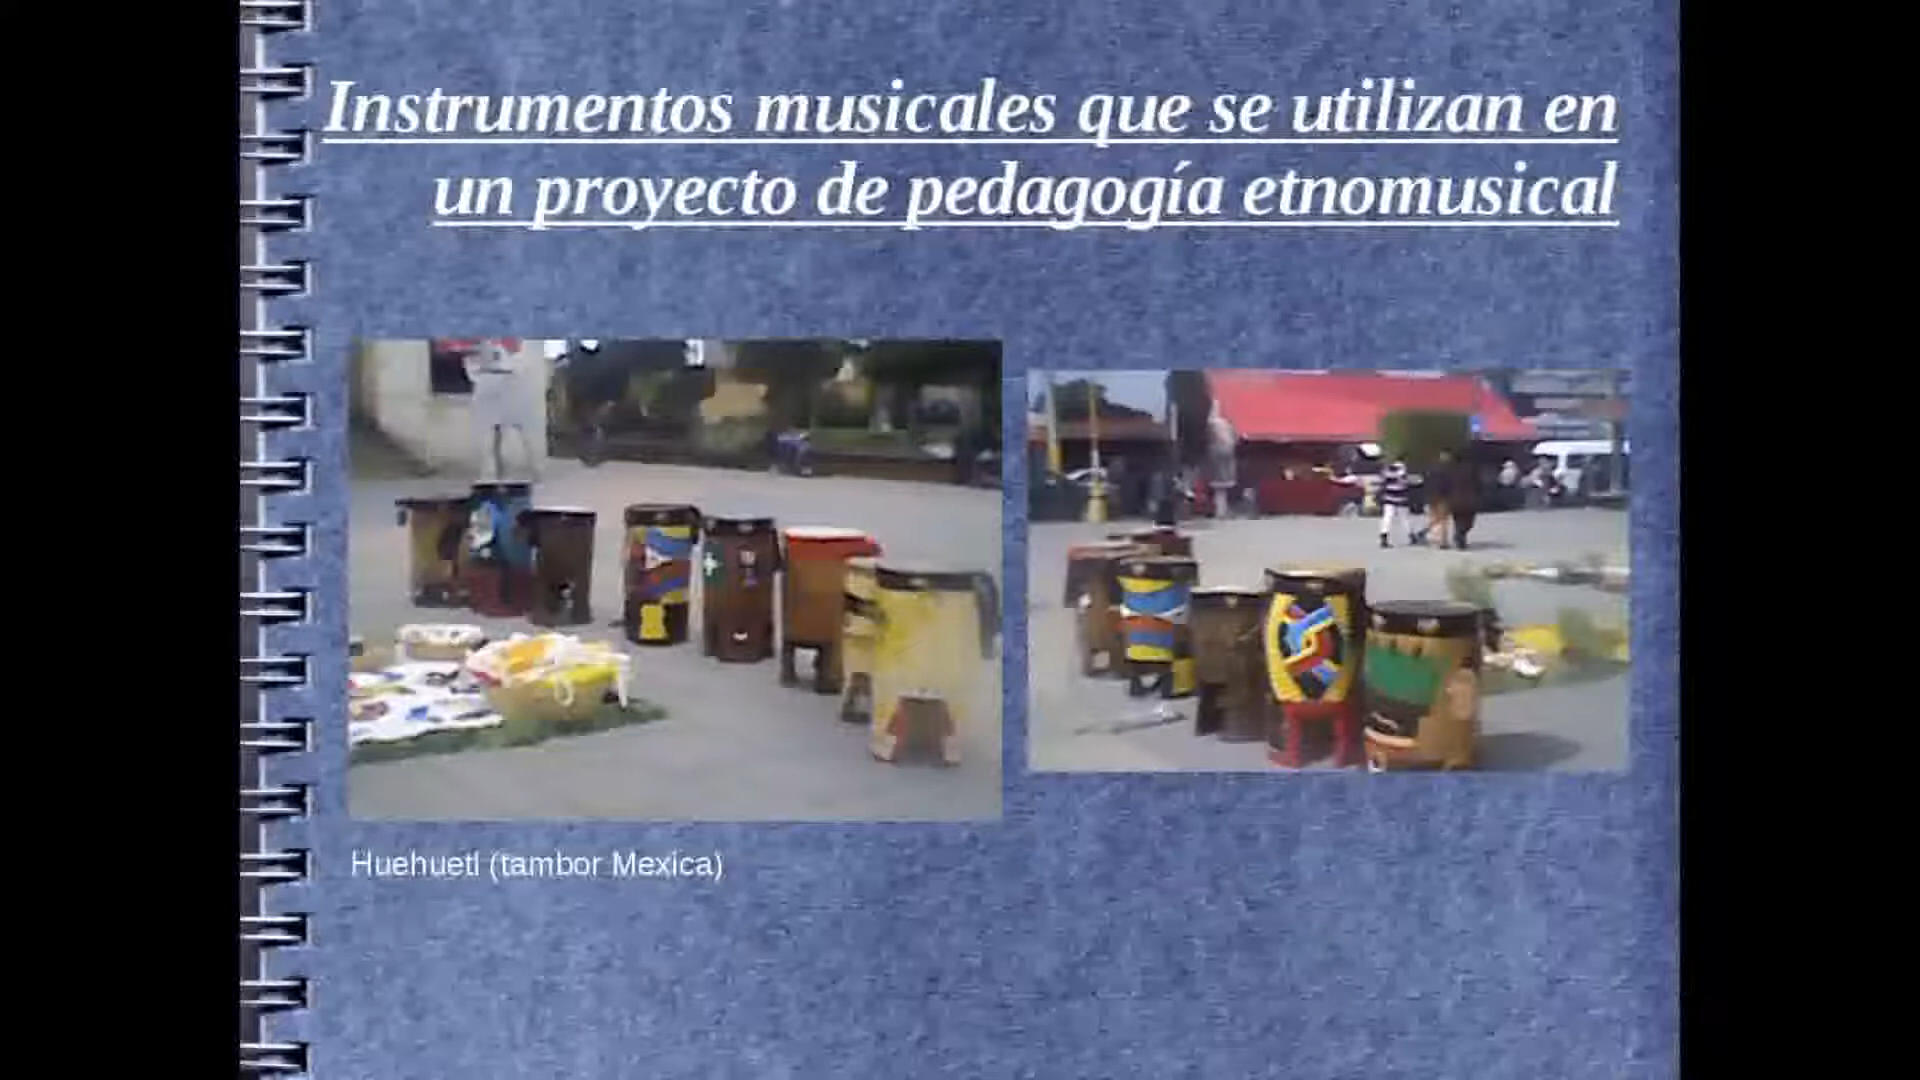 Instrumentos musicales que se utilizan en
un proyecto de pedagogía etnomusical
Huehuetl (tambor Mexica)